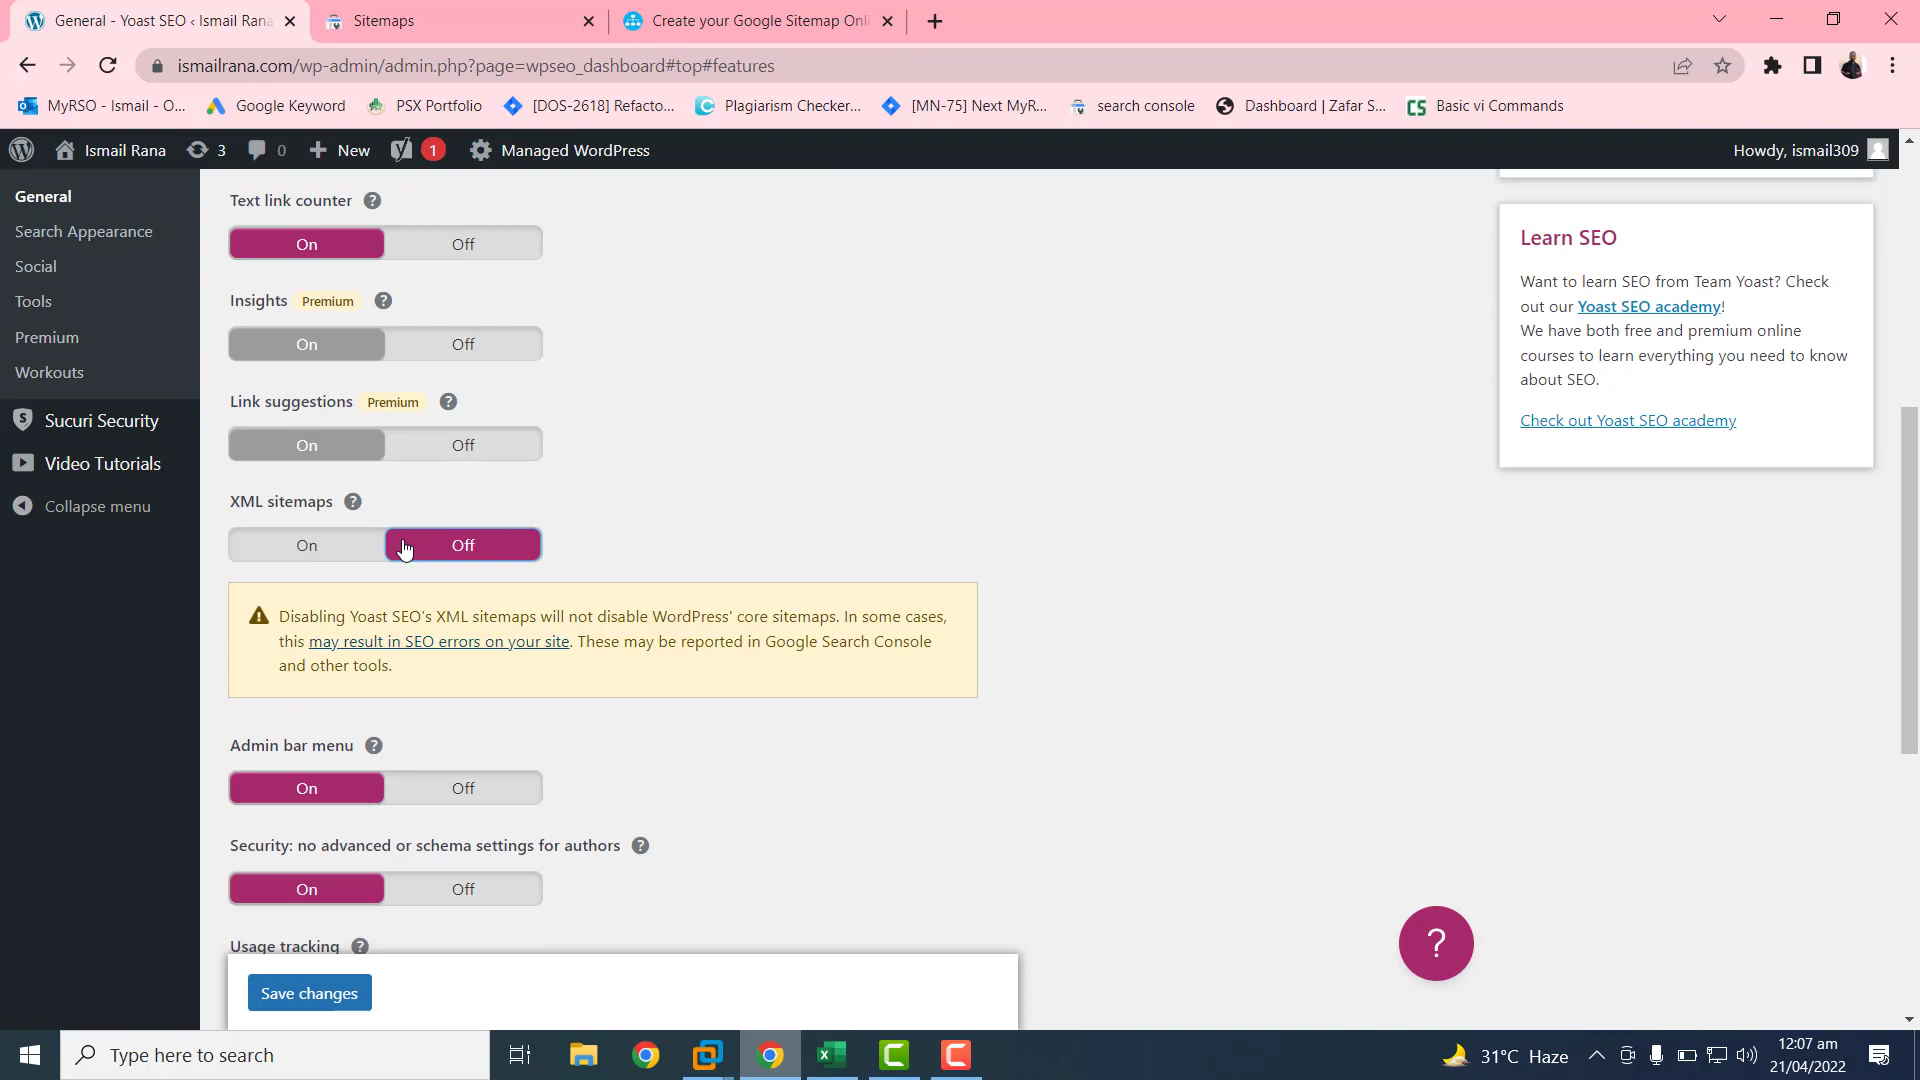 General - Yoast SEO ‹ Ismail Rana
Sitemaps
Create your Google Sitemap Onli
ismailrana.com/wp-admin/admin.php?page=wpseo_dashboard#top#features
MyRSO - Ismail - O...
Google Keyword
PSX Portfolio
[DOS-2618] Refacto...
Plagiarism Checker...
[MN-75] Next MyR...
search console
Dashboard | Zafar S...
CS
Basic vi Commands
Ismail Rana
3
0
New
1
Managed WordPress
Howdy, ismail309
General
Search Appearance
Social
Tools
Premium
Workouts
Sucuri Security
Video Tutorials
Collapse menu
Text link counter ?
On Off
Insights Premium ?
On Off
Link suggestions Premium ?
On Off
XML sitemaps ?
On Off
Disabling Yoast SEO's XML sitemaps will not disable WordPress' core sitemaps. In some cases,
this may result in SEO errors on your site. These may be reported in Google Search Console
and other tools.
Admin bar menu ?
On Off
Security: no advanced or schema settings for authors ?
On Off
Usage tracking ?
Save changes
Learn SEO
Want to learn SEO from Team Yoast? Check
out our Yoast SEO academy!
We have both free and premium online
courses to learn everything you need to know
about SEO.
Check out Yoast SEO academy
?
Type here to search
31°C Haze
12:07 am
21/04/2022